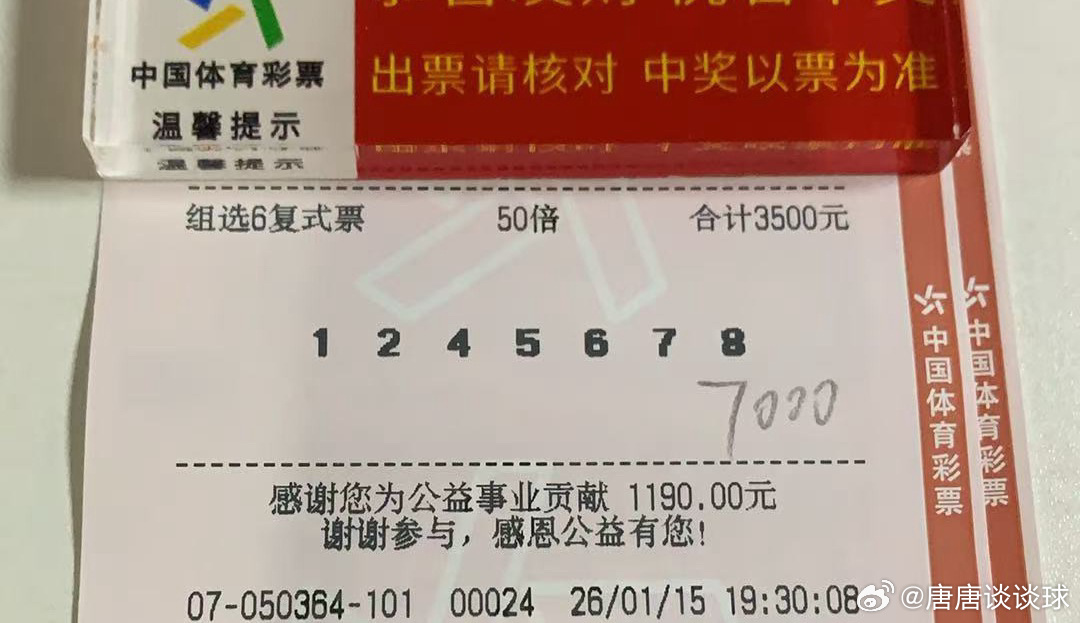 中国体育彩票
温馨提示
出票请核对 中奖以票为准
组选6复式票 50倍 合计3500元
1 2 4 5 6 7 8
7000
感谢您为公益事业贡献 1190.00元
谢谢参与,感恩公益有您!
07-050364-101 00024 26/01/15 19:30:08
中国体育彩票
中国体育彩票
@唐唐谈谈球